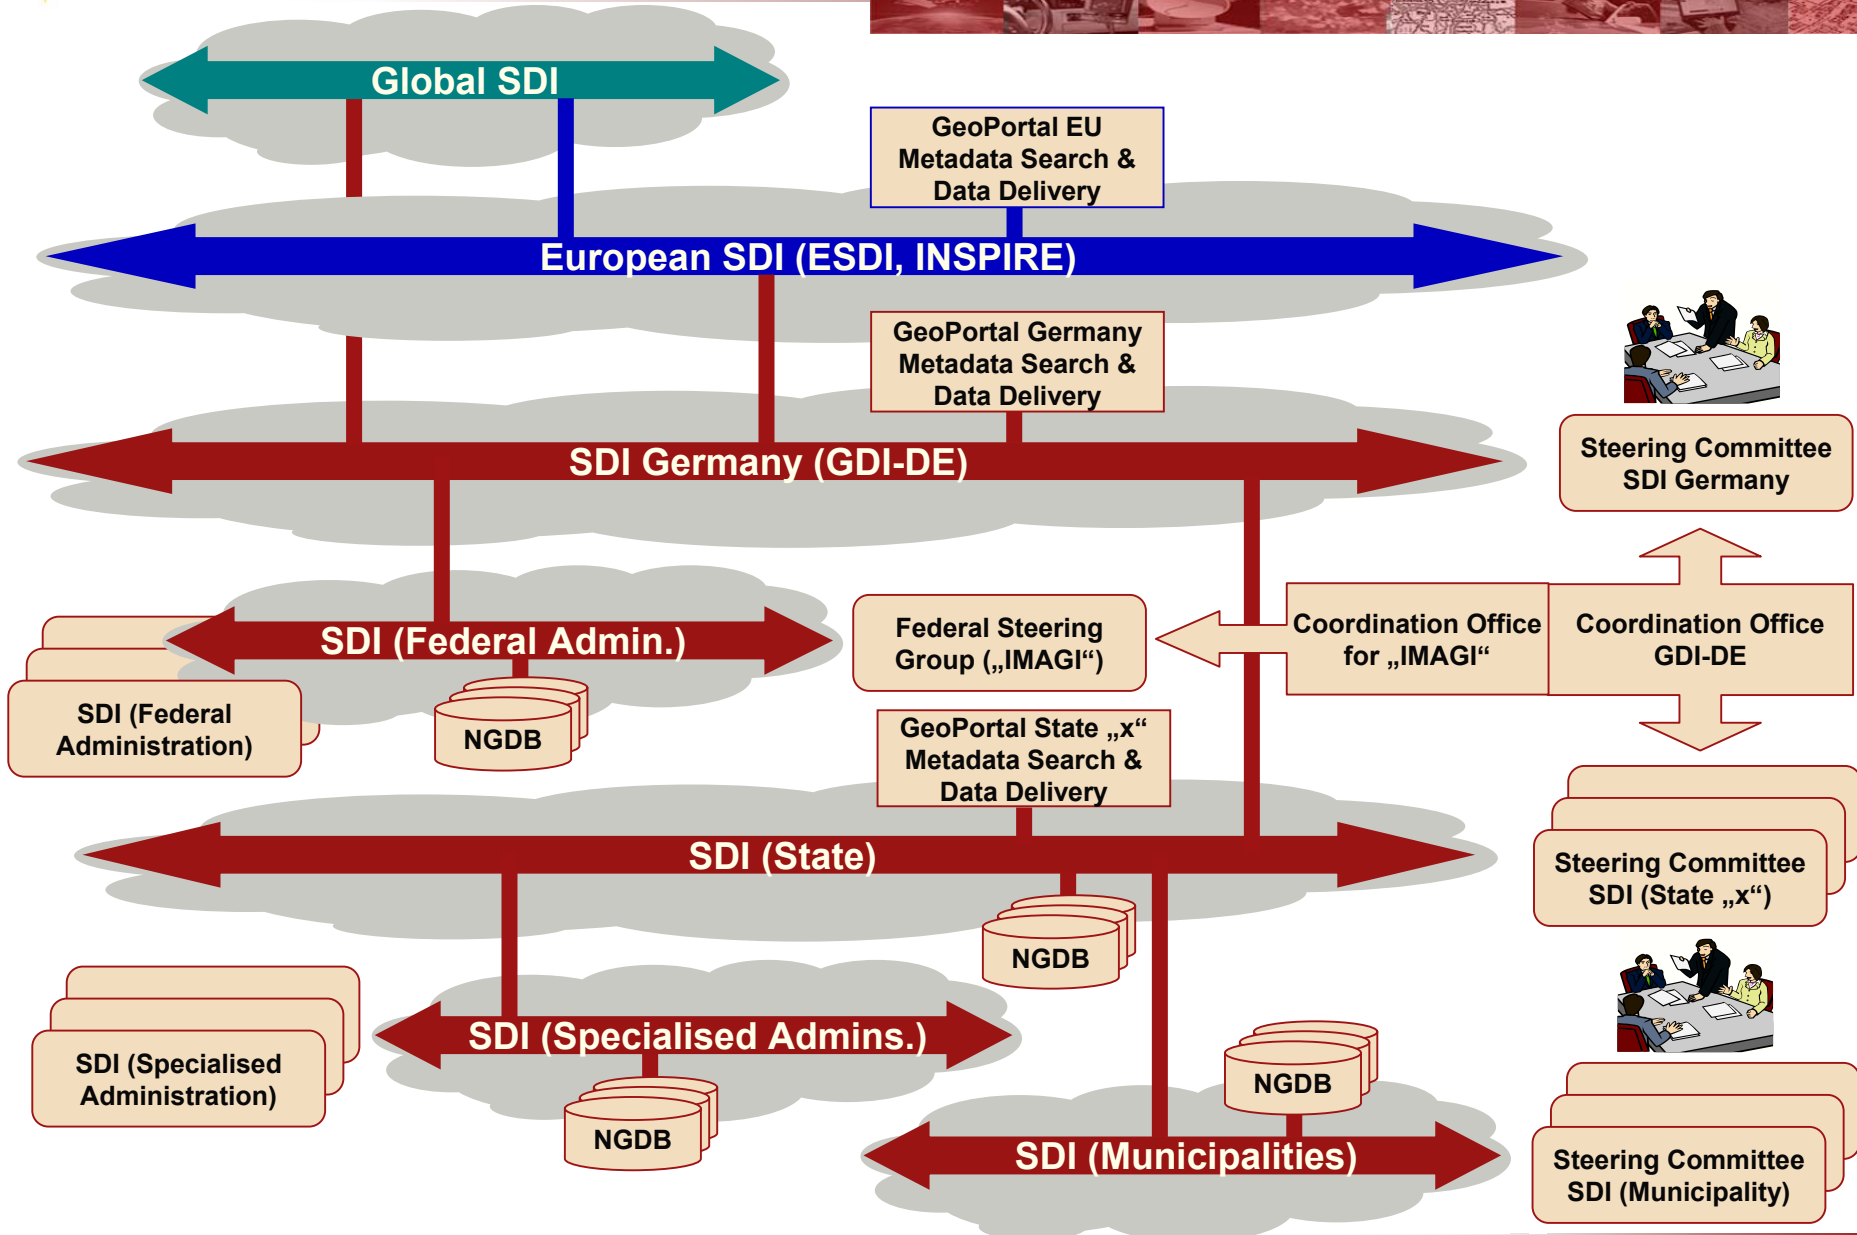 Global SDI
GeoPortal EU
Metadata Search &
Data Delivery
European SDI (ESDI, INSPIRE)
GeoPortal Germany
Metadata Search &
Data Delivery
SDI Germany (GDI-DE)
Steering Committee
SDI Germany
SDI (Federal Admin.)
Federal Steering
Group („IMAGI“)
Coordination Office
for „IMAGI“
Coordination Office
GDI-DE
SDI (Federal
Administration)
NGDB
GeoPortal State „x“
Metadata Search &
Data Delivery
SDI (State)
Steering Committee
SDI (State „x“)
NGDB
SDI (Specialised Admins.)
SDI (Specialised
Administration)
NGDB
NGDB
SDI (Municipalities)
Steering Committee
SDI (Municipality)